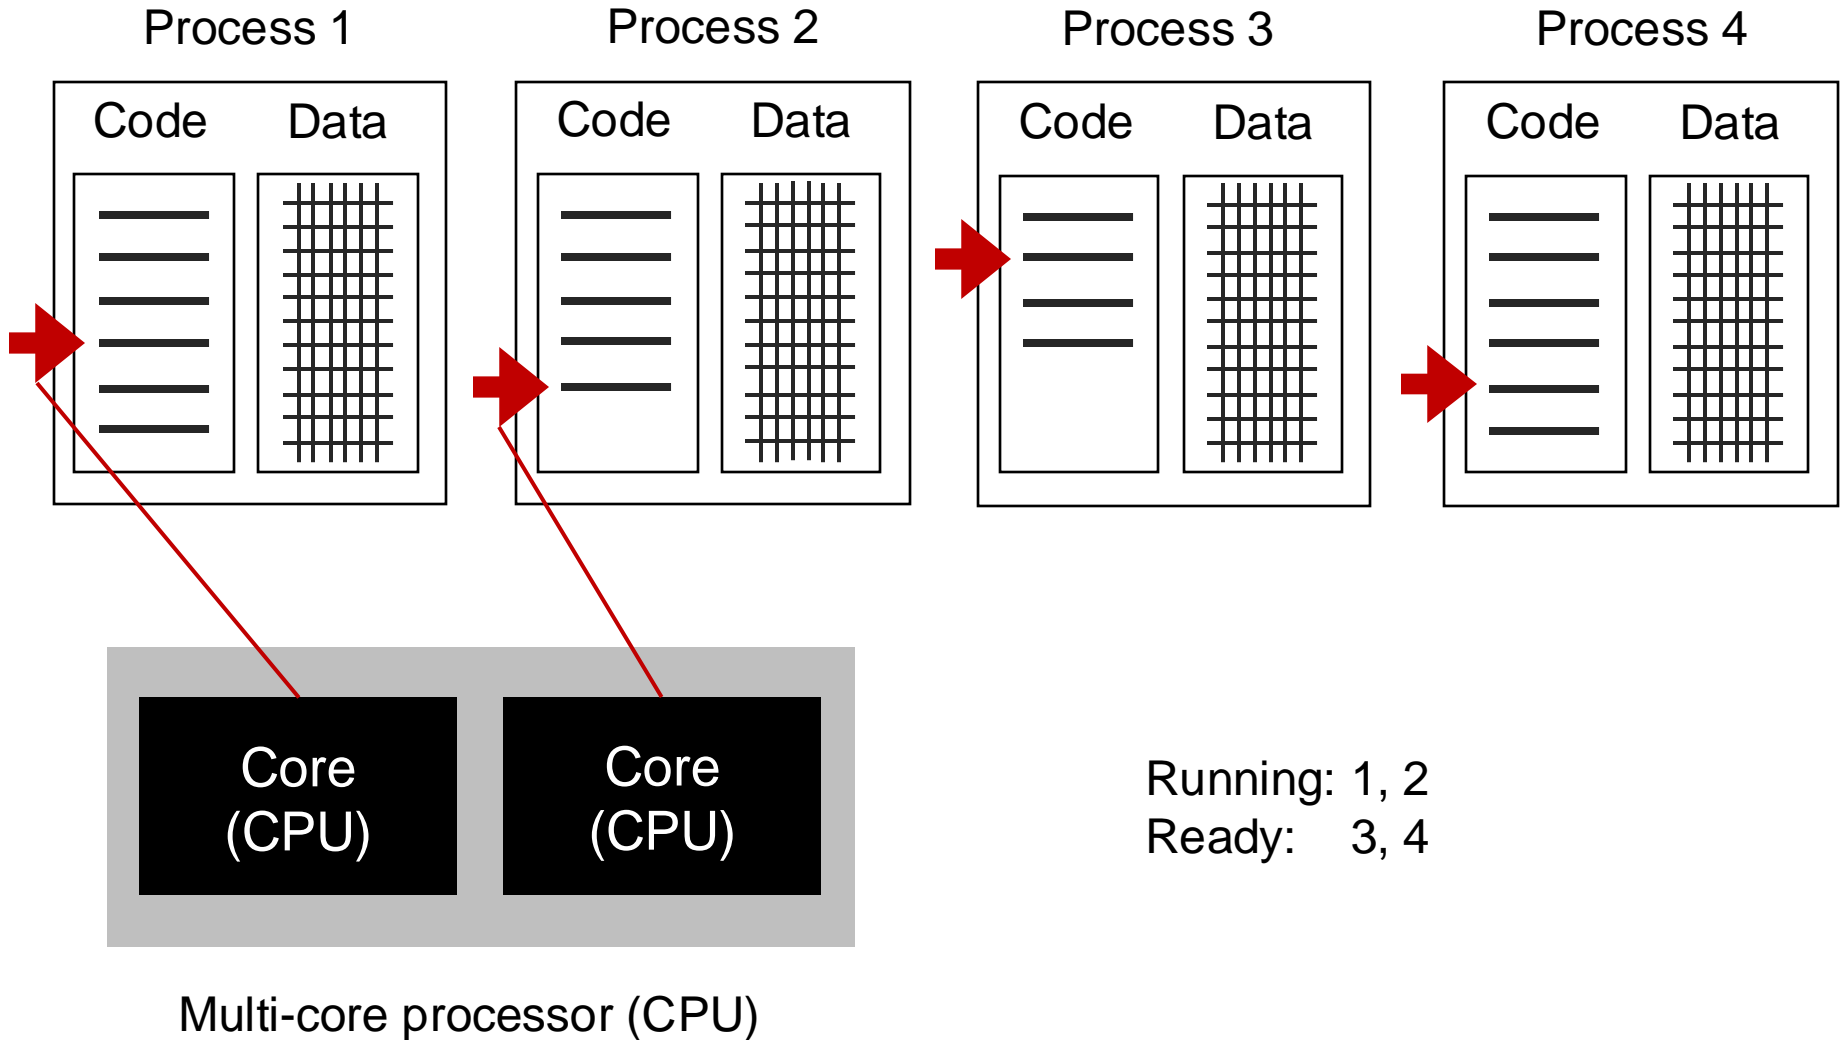 Process 1
Process 2
Process 3
Process 4
Code Data
Code Data
Code Data
Code Data
Core
(CPU)
Core
(CPU)
Running: 1, 2
Ready: 3, 4
Multi-core processor (CPU)